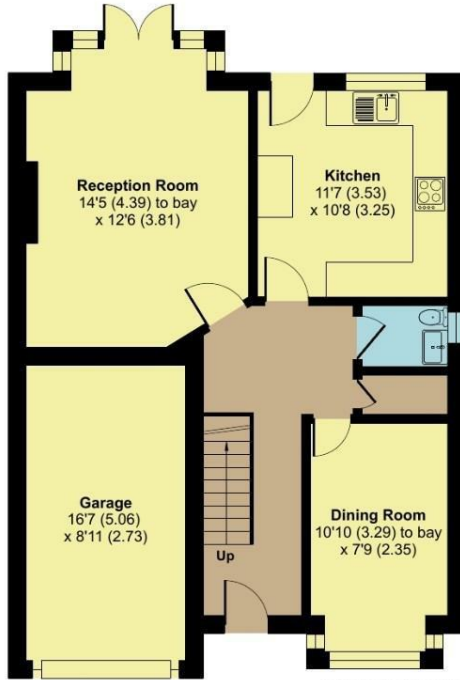 Reception Room
14'5 (4.39) to bay
x 12'6 (3.81)
Kitchen
11'7 (3.53)
x 10'8 (3.25)
Garage
16'7 (5.06)
x 8'11 (2.73)
Up
Dining Room
10'10 (3.29) to bay
x 7'9 (2.35)